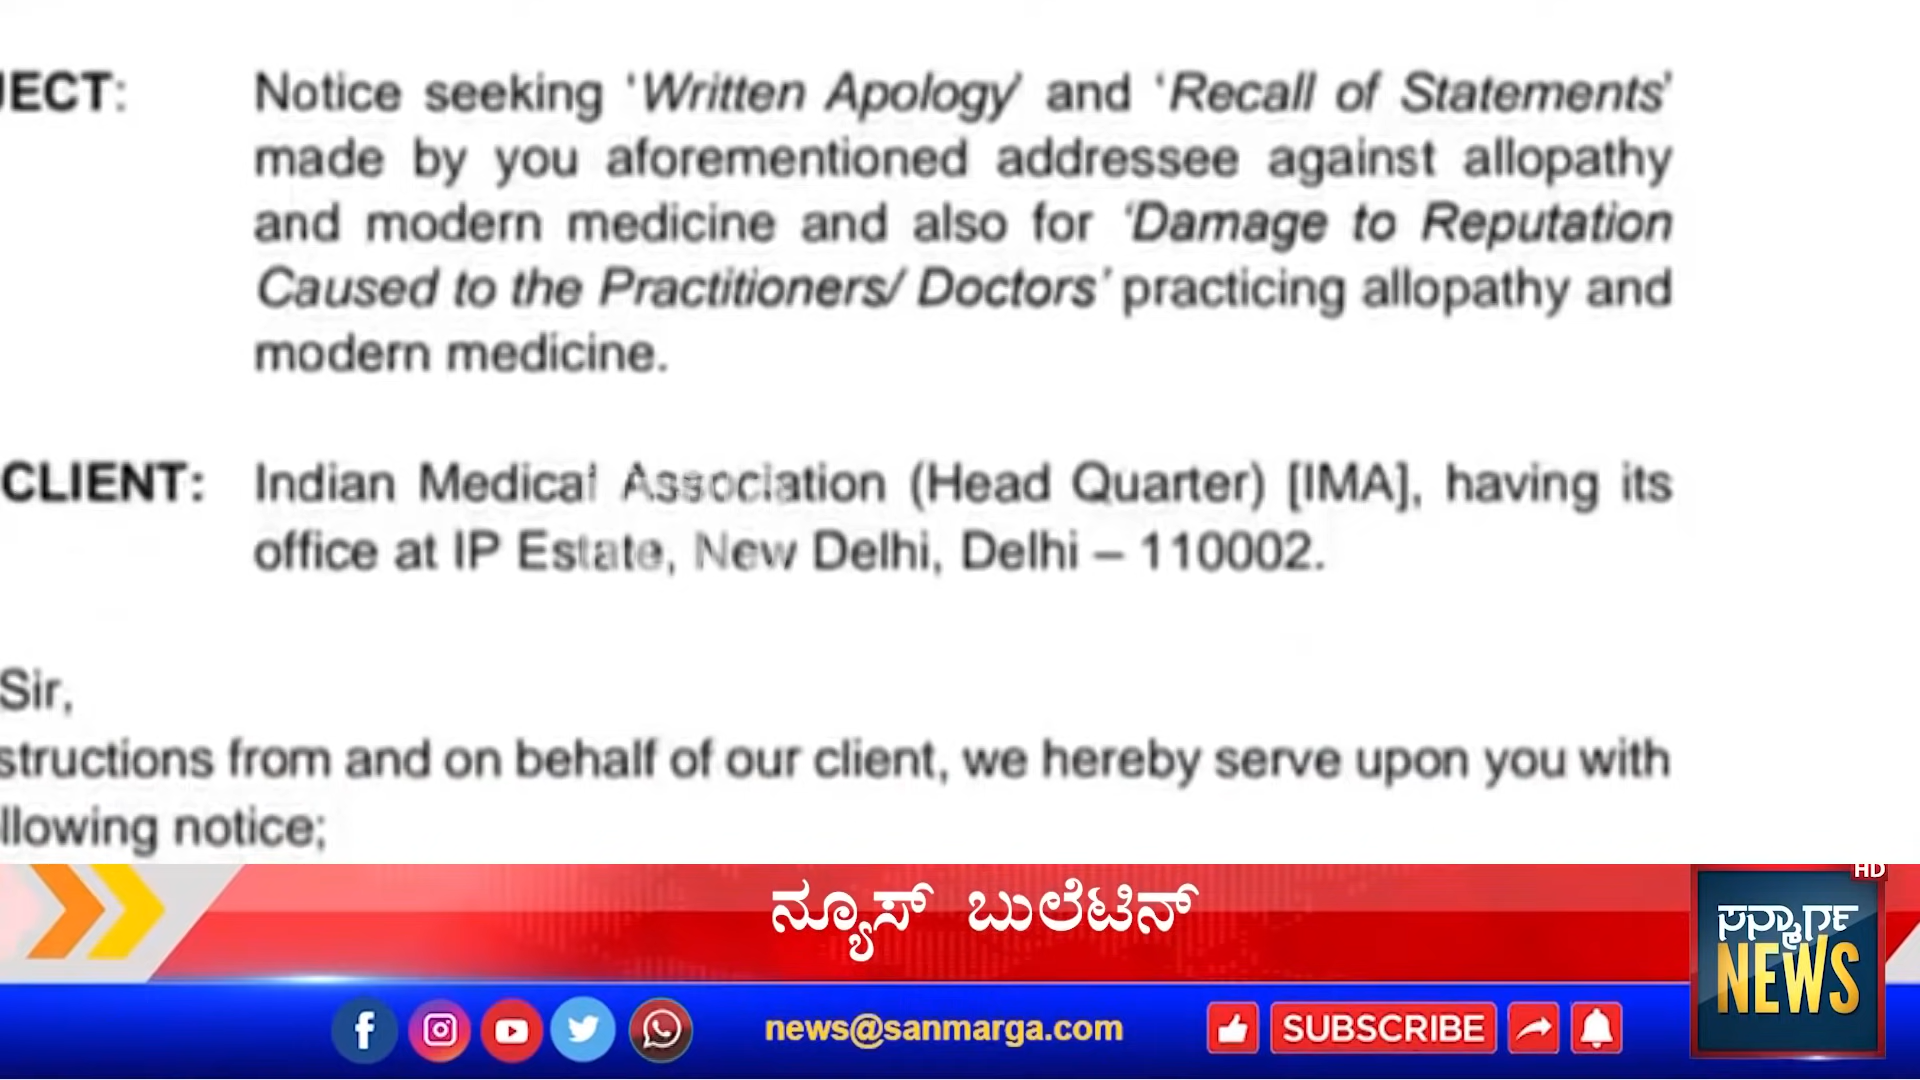 JECT: Notice seeking ‘Written Apology’ and ‘Recall of Statements’
made by you aforementioned addressee against allopathy
and modern medicine and also for ‘Damage to Reputation
Caused to the Practitioners/ Doctors’ practicing allopathy and
modern medicine.
CLIENT: Indian Medical Association (Head Quarter) [IMA], having its
office at IP Estate, New Delhi, Delhi – 110002.
Sir,
structions from and on behalf of our client, we hereby serve upon you with
llowing notice;
ನ್ಯೂಸ್ ಬುಲೆಟಿನ್
HD
ಸನ್ಮಾರ್ಗ
NEWS
news@sanmarga.com
SUBSCRIBE